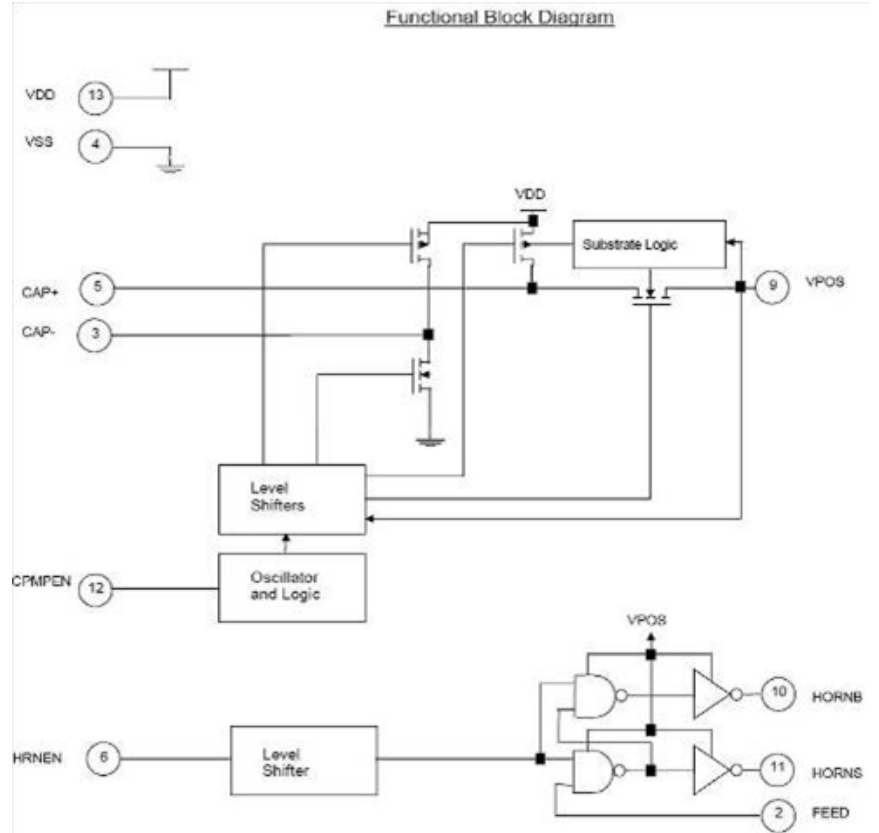 Functional Block Diagram
VDD 13
VSS 4
VDD
Substrate Logic
CAP+ 5
9 VPOS
CAP- 3
Level
Shifters
CPMPEN 12
Oscillator
and Logic
VPOS
10 HORNB
HRNEN 6
Level
Shifter
11 HORNS
2 FEED